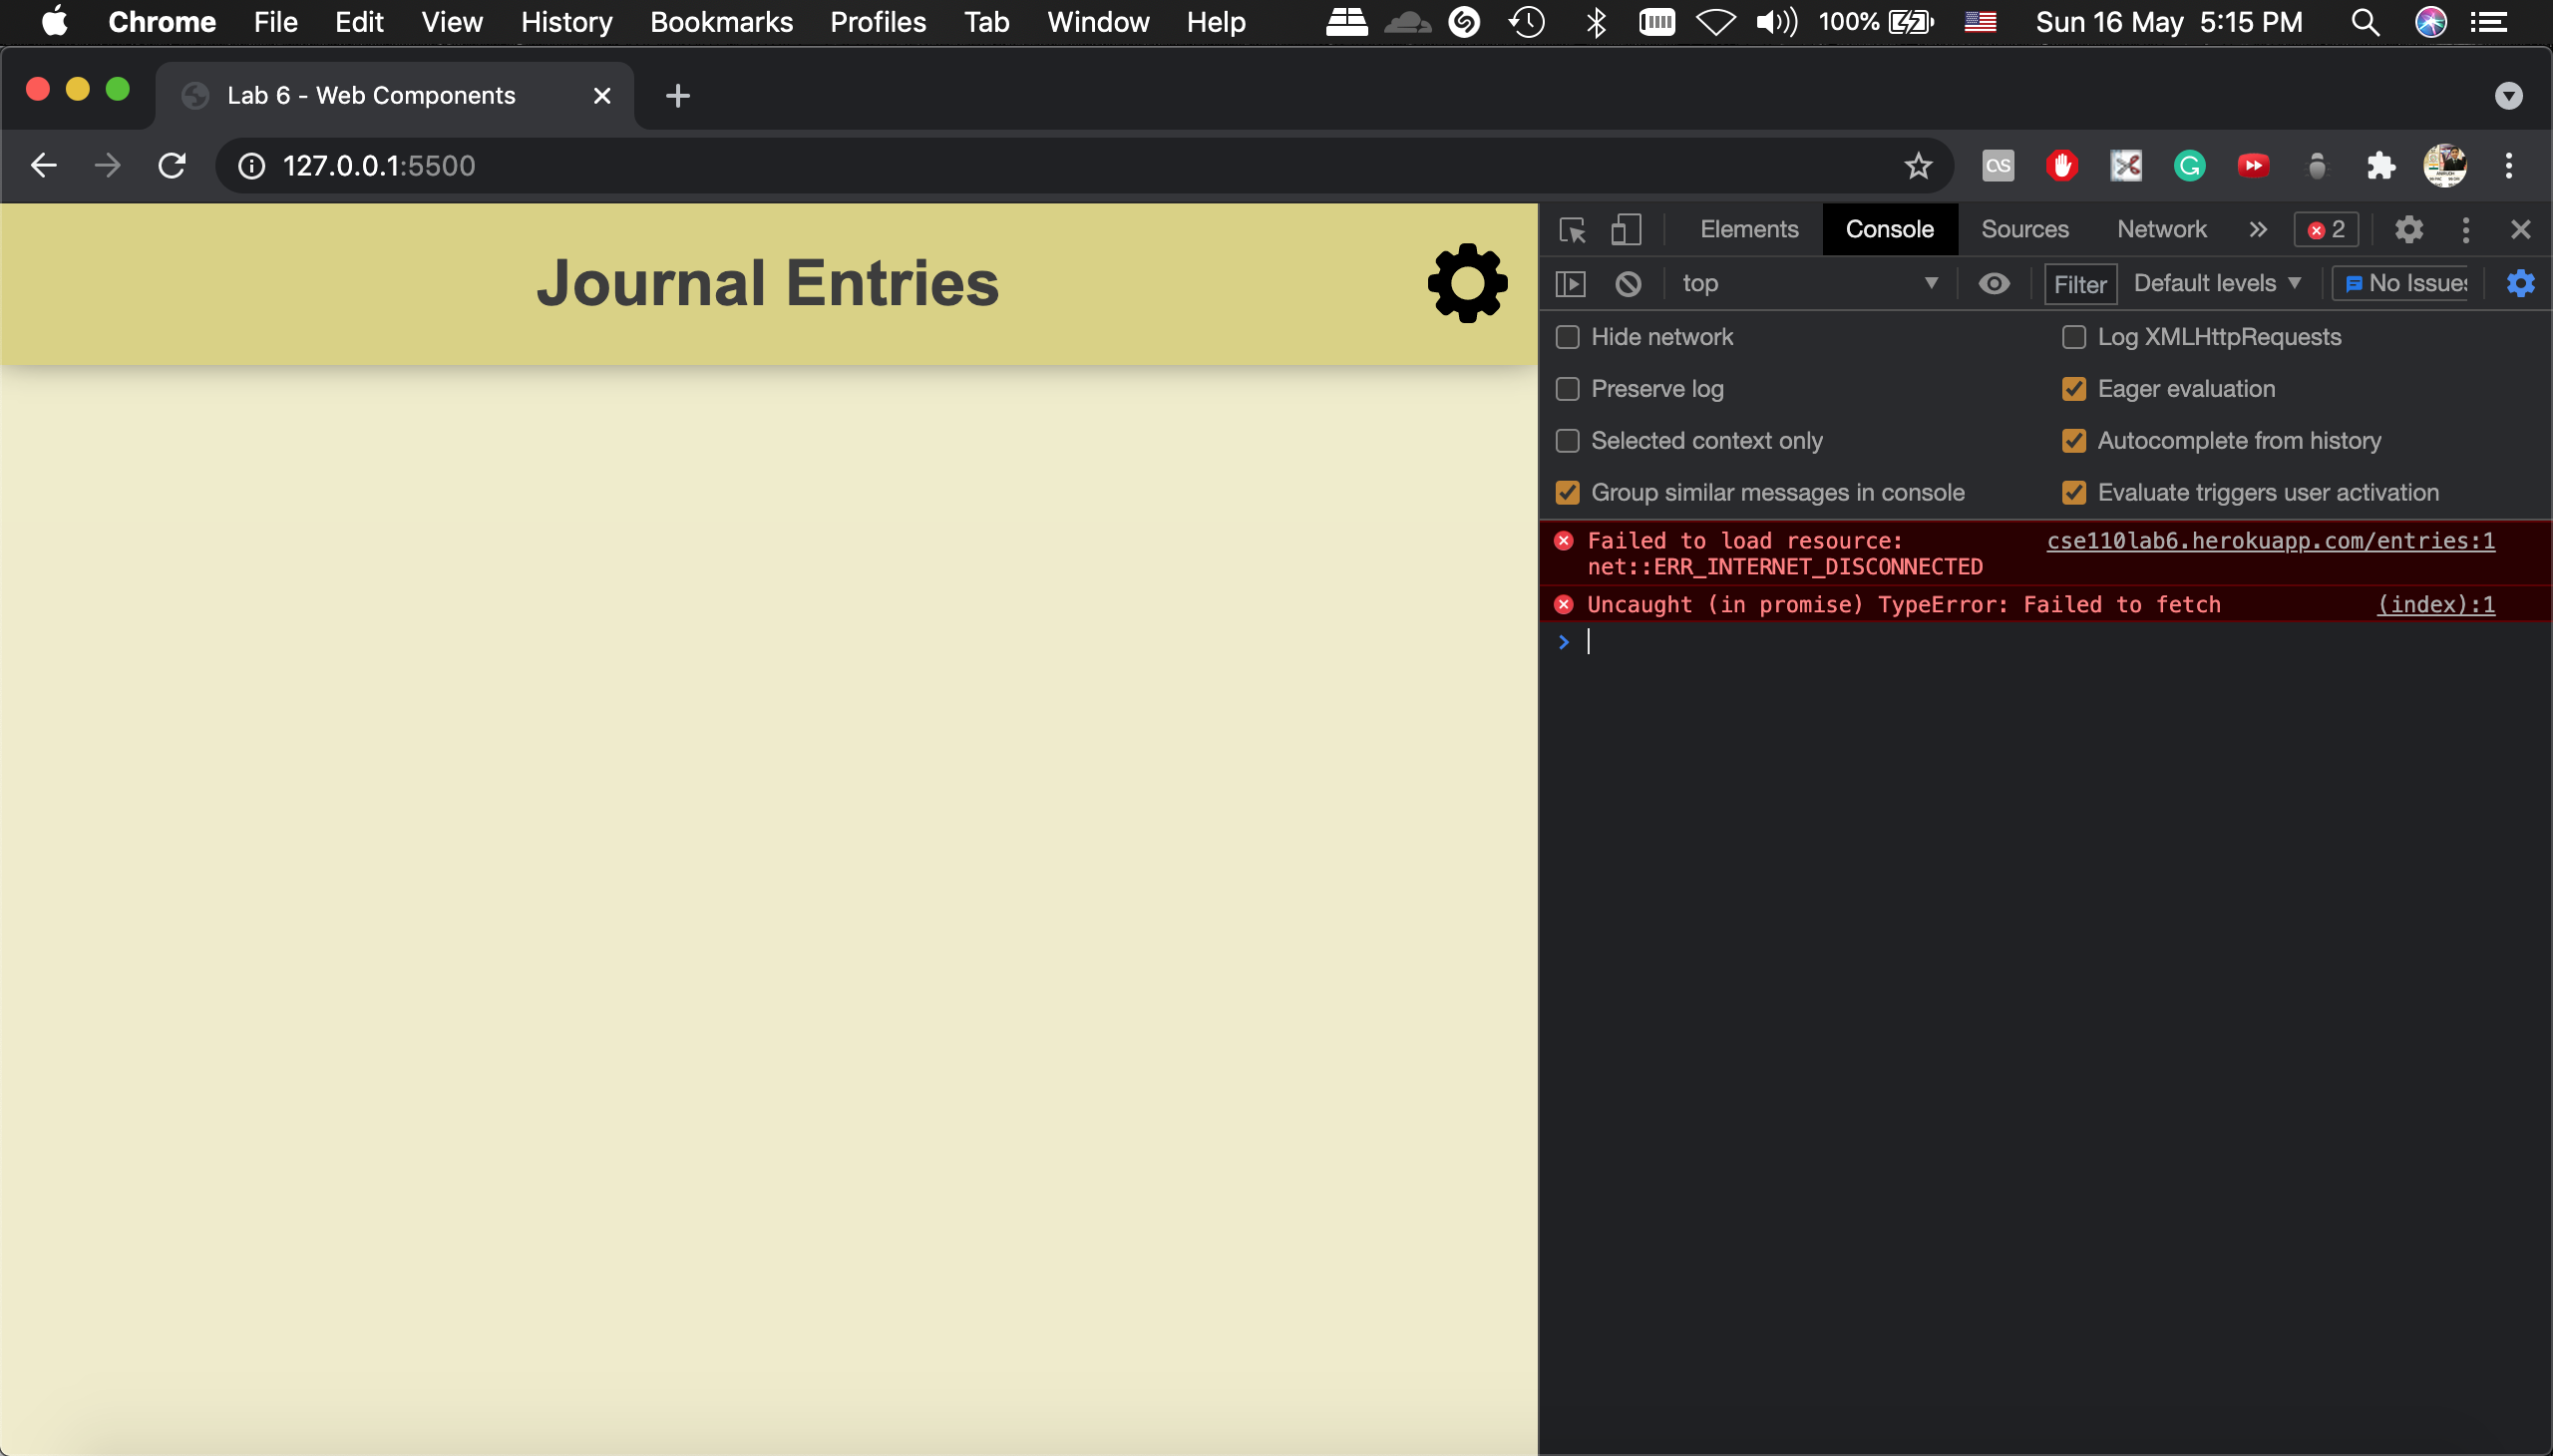 Chrome File Edit View History Bookmarks Profiles Tab Window Help 100% Sun 16 May 5:15 PM
Lab 6 - Web Components
127.0.0.1:5500
Journal Entries
Elements Console Sources Network 2
top Filter Default levels No Issues
Hide network Log XMLHttpRequests
Preserve log Eager evaluation
Selected context only Autocomplete from history
Group similar messages in console Evaluate triggers user activation
Failed to load resource: cse110lab6.herokuapp.com/entries:1
net::ERR_INTERNET_DISCONNECTED
Uncaught (in promise) TypeError: Failed to fetch (index):1